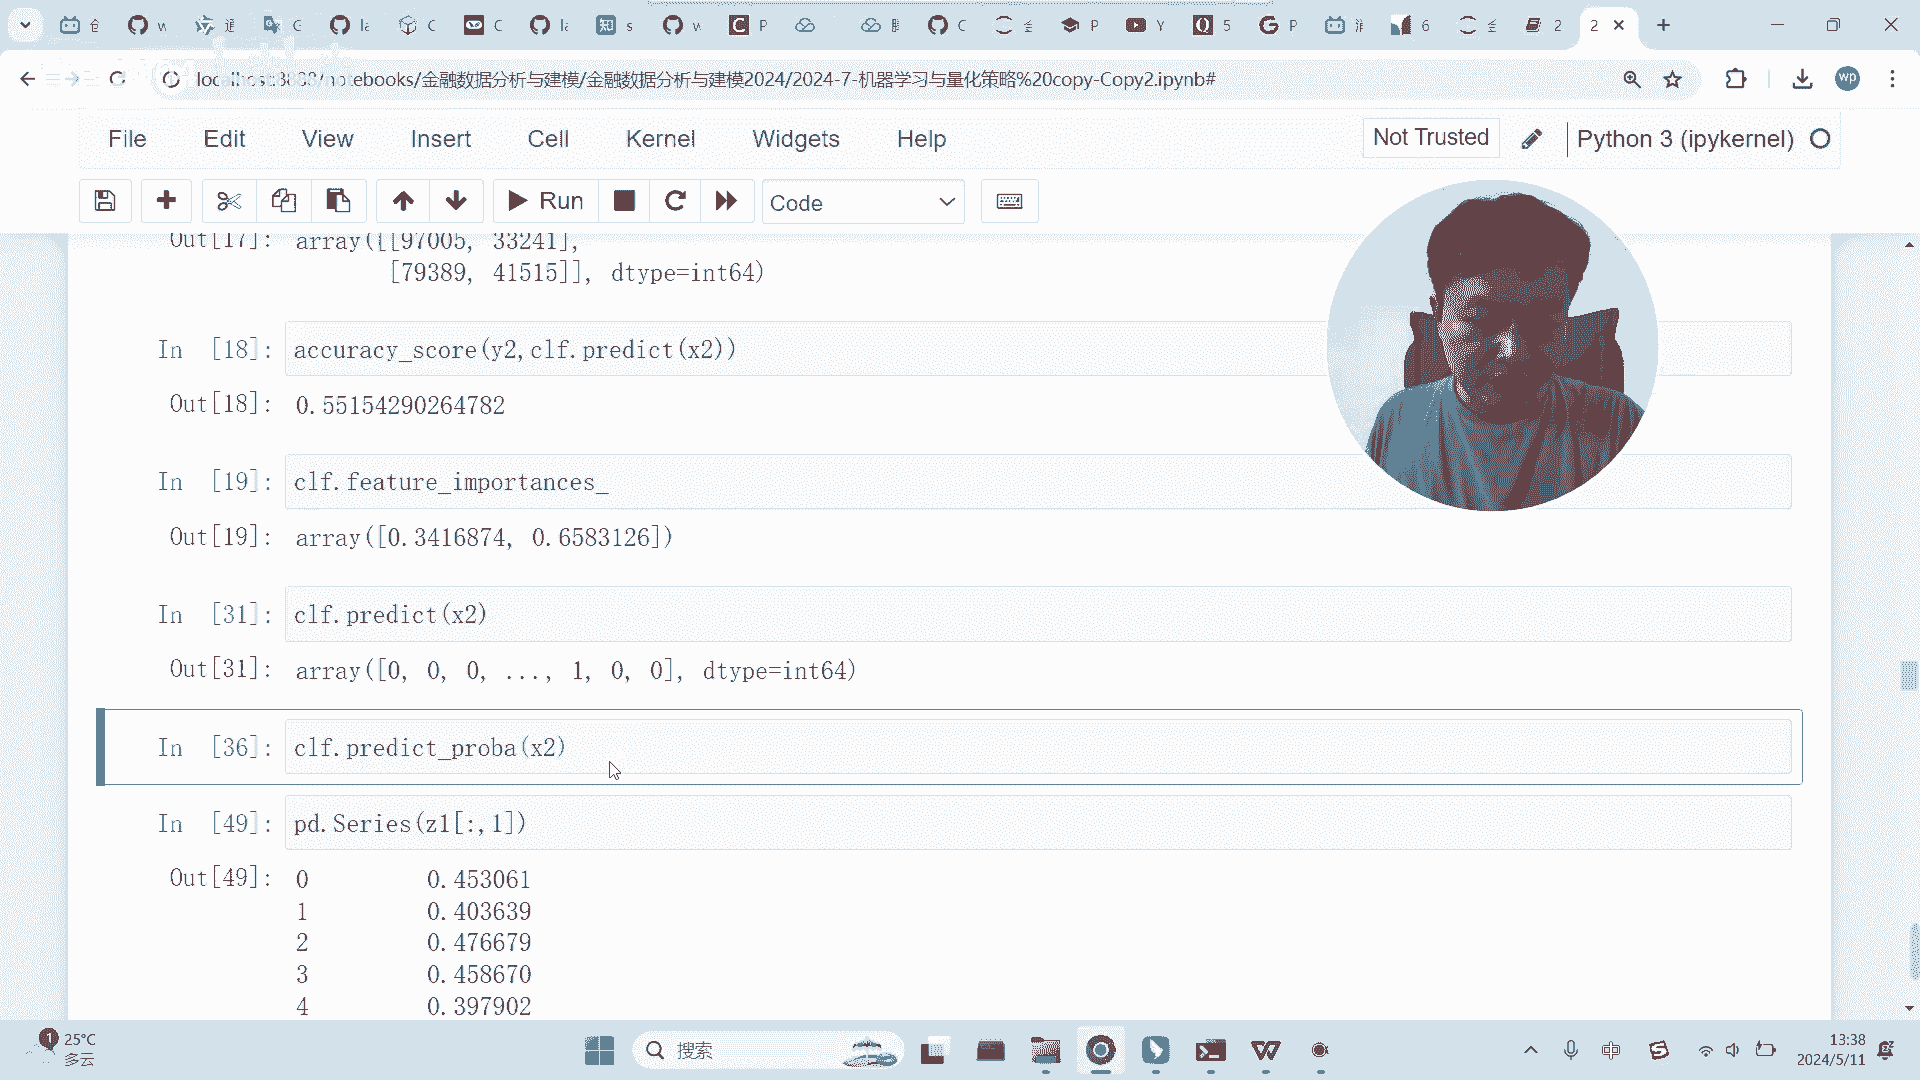 localhost:8888/notebooks/金融数据分析与建模/金融数据分析与建模2024/2024-7-机器学习与量化策略%20copy-Copy2.ipynb#
wp
File Edit View Insert Cell Kernel Widgets Help
Not Trusted
Python 3 (ipykernel)
Run
Code
Out[17]: array([[97005, 33241],
[79389, 41515]], dtype=int64)
In [18]: accuracy_score(y2,clf.predict(x2))
Out[18]: 0.55154290264782
In [19]: clf.feature_importances_
Out[19]: array([0.3416874, 0.6583126])
In [31]: clf.predict(x2)
Out[31]: array([0, 0, 0, ..., 1, 0, 0], dtype=int64)
In [36]: clf.predict_proba(x2)
In [49]: pd.Series(z1[:,1])
Out[49]: 0 0.453061
1 0.403639
2 0.476679
3 0.458670
4 0.397902
1
25°C
多云
搜索
中
13:38
2024/5/11